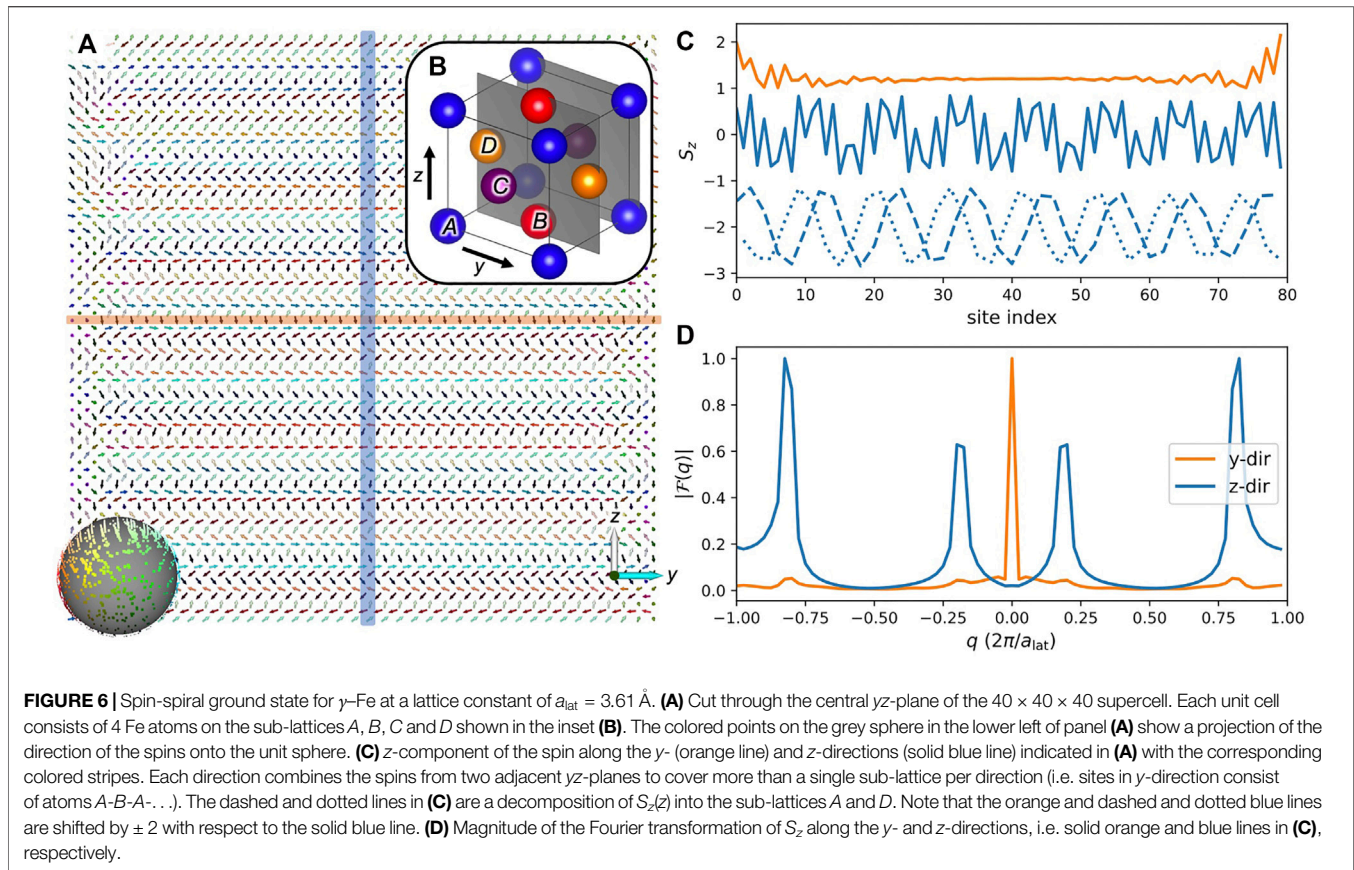 A
B
D
C
A
B
z
y
z
y
C
2
1
0
−1
−2
−3
S_z
0
10
20
30
40
50
60
70
80
site index
D
1.0
0.8
0.6
0.4
0.2
0.0
|𝓕(q)|
y-dir
z-dir
−1.00
−0.75
−0.50
−0.25
0.00
0.25
0.50
0.75
1.00
q (2π/a_lat)
FIGURE 6 | Spin-spiral ground state for γ–Fe at a lattice constant of a_lat = 3.61 Å. (A) Cut through the central yz-plane of the 40 × 40 × 40 supercell. Each unit cell
consists of 4 Fe atoms on the sub-lattices A, B, C and D shown in the inset (B). The colored points on the grey sphere in the lower left of panel (A) show a projection of the
direction of the spins onto the unit sphere. (C) z-component of the spin along the y- (orange line) and z-directions (solid blue line) indicated in (A) with the corresponding
colored stripes. Each direction combines the spins from two adjacent yz-planes to cover more than a single sub-lattice per direction (i.e. sites in y-direction consist
of atoms A-B-A-. . .). The dashed and dotted lines in (C) are a decomposition of S_z(z) into the sub-lattices A and D. Note that the orange and dashed and dotted blue lines
are shifted by ± 2 with respect to the solid blue line. (D) Magnitude of the Fourier transformation of S_z along the y- and z-directions, i.e. solid orange and blue lines in (C),
respectively.